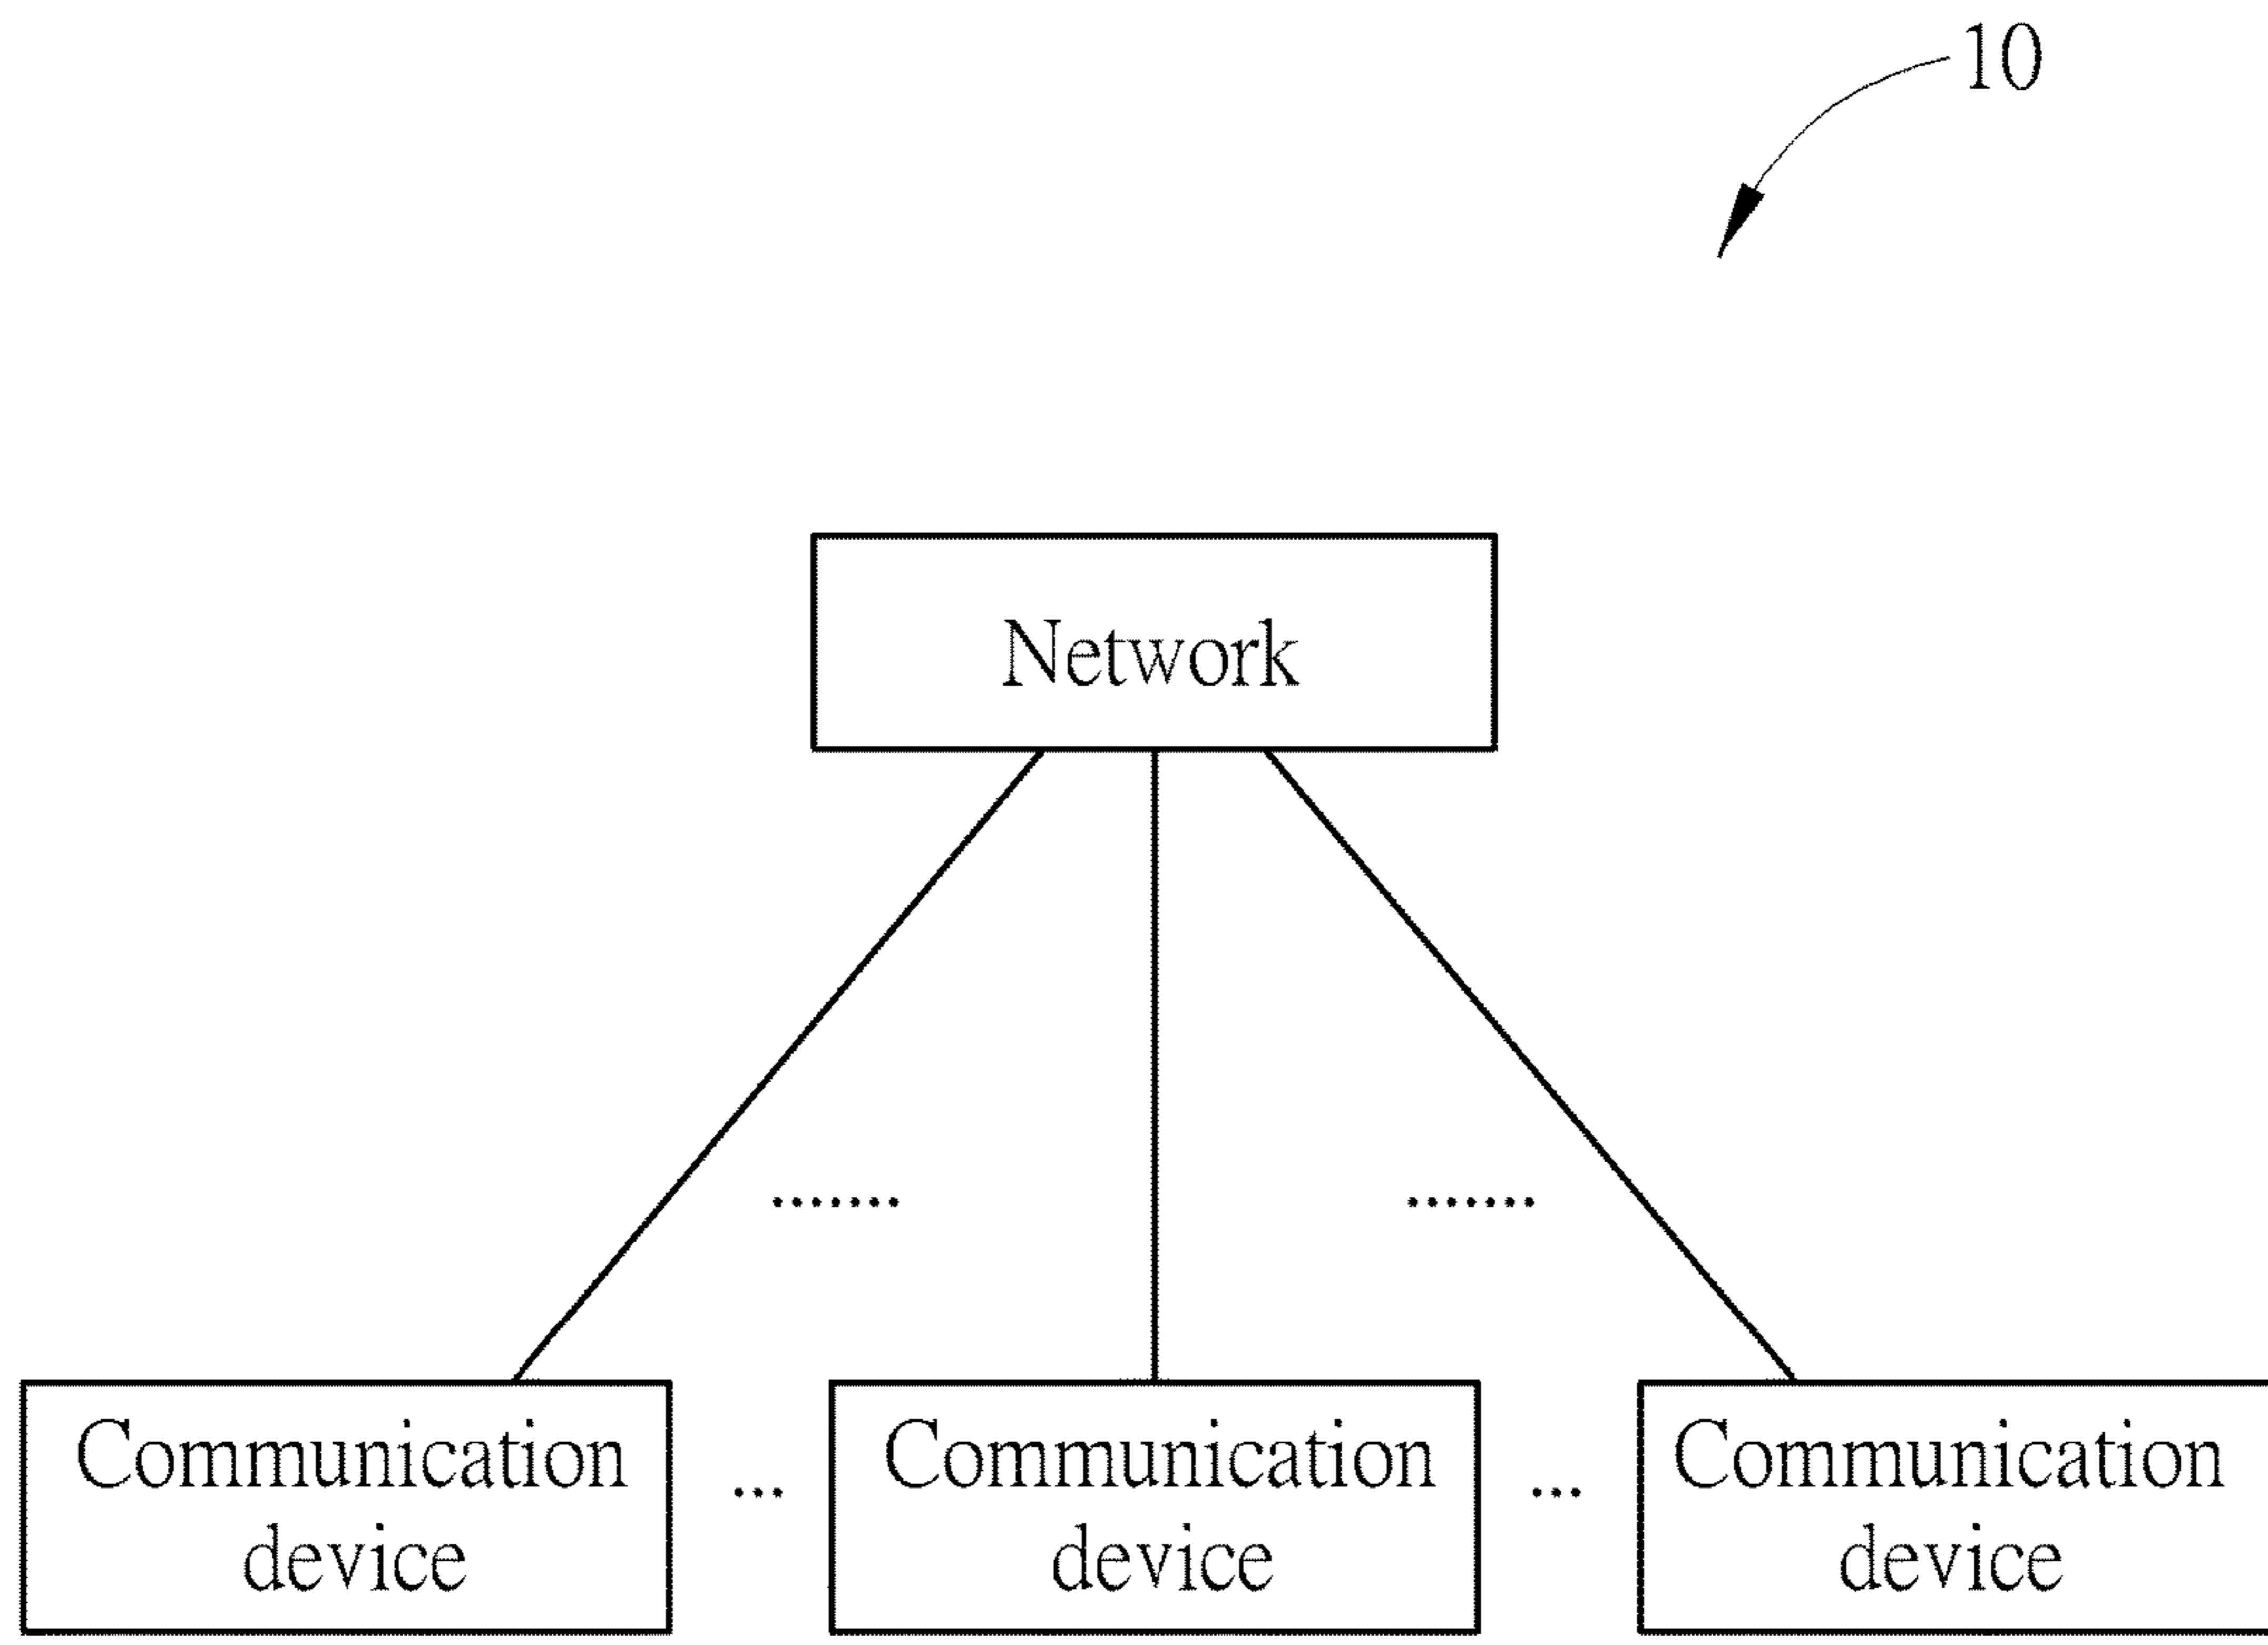 10
Network
.......
.......
Communication
device
...
Communication
device
...
Communication
device